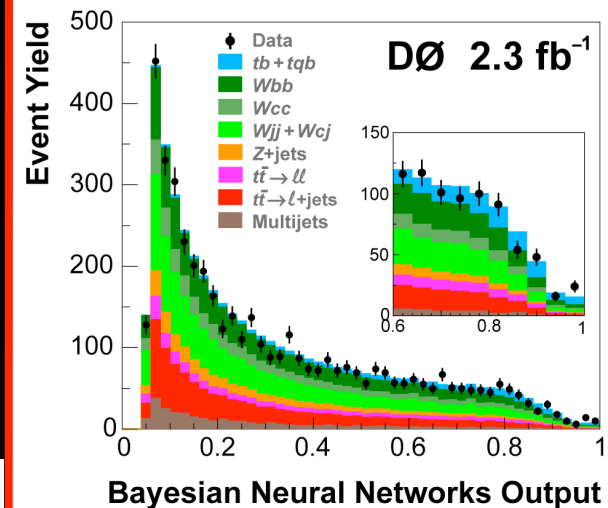 Event Yield
500
400
300
200
100
0
0 0.2 0.4 0.6 0.8 1
Bayesian Neural Networks Output
DØ 2.3 fb⁻¹
Data
tb+tqb
Wbb
Wcc
Wjj+Wcj
Z+jets
tt̄→ℓℓ
tt̄→ℓ+jets
Multijets
150
100
50
0
0.6 0.8 1